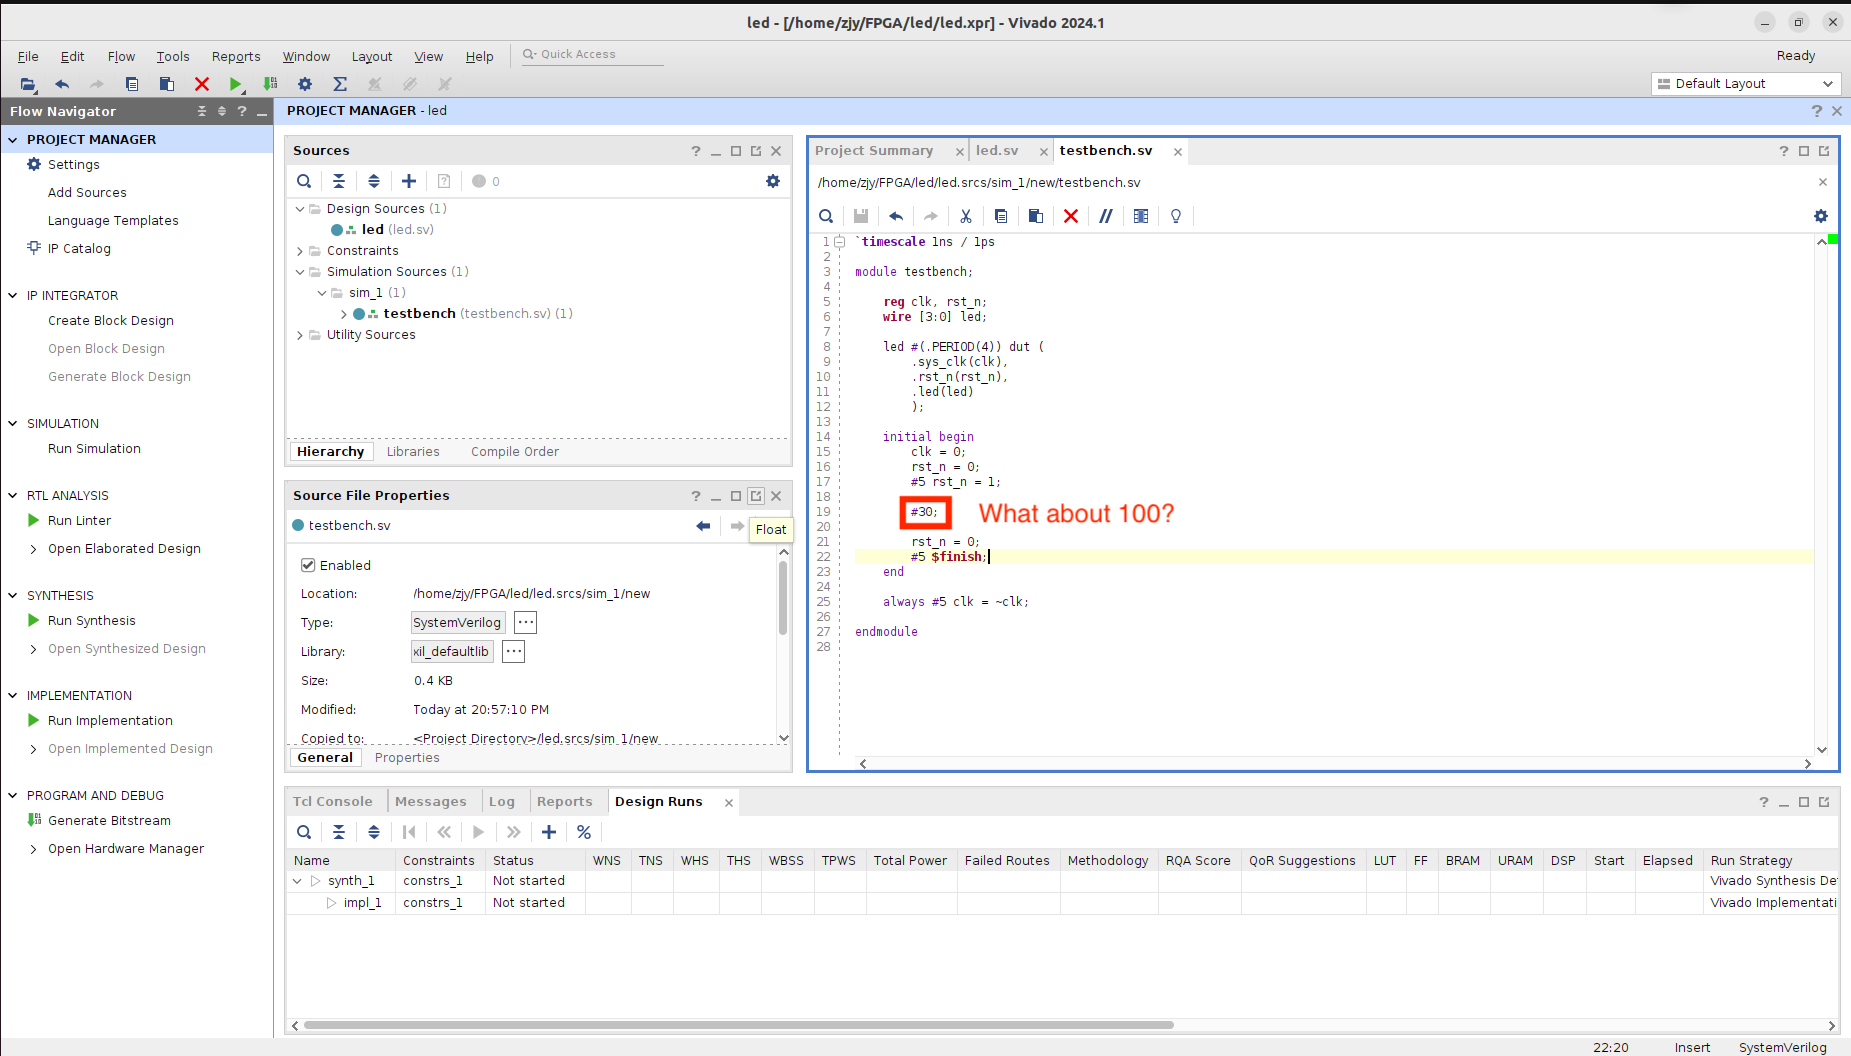 led - [/home/zjy/FPGA/led/led.xpr] - Vivado 2024.1
File Edit Flow Tools Reports Window Layout View Help Quick Access Ready
Default Layout
Flow Navigator
PROJECT MANAGER
Settings
Add Sources
Language Templates
IP Catalog
IP INTEGRATOR
Create Block Design
Open Block Design
Generate Block Design
SIMULATION
Run Simulation
RTL ANALYSIS
Run Linter
Open Elaborated Design
SYNTHESIS
Run Synthesis
Open Synthesized Design
IMPLEMENTATION
Run Implementation
Open Implemented Design
PROGRAM AND DEBUG
Generate Bitstream
Open Hardware Manager
PROJECT MANAGER - led
Sources
0
Design Sources (1)
led (led.sv)
Constraints
Simulation Sources (1)
sim_1 (1)
testbench (testbench.sv) (1)
Utility Sources
Hierarchy Libraries Compile Order
Source File Properties
testbench.sv
Float
Enabled
Location: /home/zjy/FPGA/led/led.srcs/sim_1/new
Type: SystemVerilog ...
Library: xil_defaultlib ...
Size: 0.4 KB
Modified: Today at 20:57:10 PM
Copied to: <Project Directory>/led.srcs/sim_1/new
General Properties
Project Summary led.sv testbench.sv
/home/zjy/FPGA/led/led.srcs/sim_1/new/testbench.sv
1 `timescale 1ns / 1ps
2
3 module testbench;
4
5 reg clk, rst_n;
6 wire [3:0] led;
7
8 led #(.PERIOD(4)) dut (
9 .sys_clk(clk),
10 .rst_n(rst_n),
11 .led(led)
12 );
13
14 initial begin
15 clk = 0;
16 rst_n = 0;
17 #5 rst_n = 1;
18
19 #30; What about 100?
20
21 rst_n = 0;
22 #5 $finish;
23 end
24
25 always #5 clk = ~clk;
26
27 endmodule
28
Tcl Console Messages Log Reports Design Runs
Name Constraints Status WNS TNS WHS THS WBSS TPWS Total Power Failed Routes Methodology RQA Score QoR Suggestions LUT FF BRAM URAM DSP Start Elapsed Run Strategy
synth_1 constrs_1 Not started Vivado Synthesis De
impl_1 constrs_1 Not started Vivado Implementati
22:20 Insert SystemVerilog